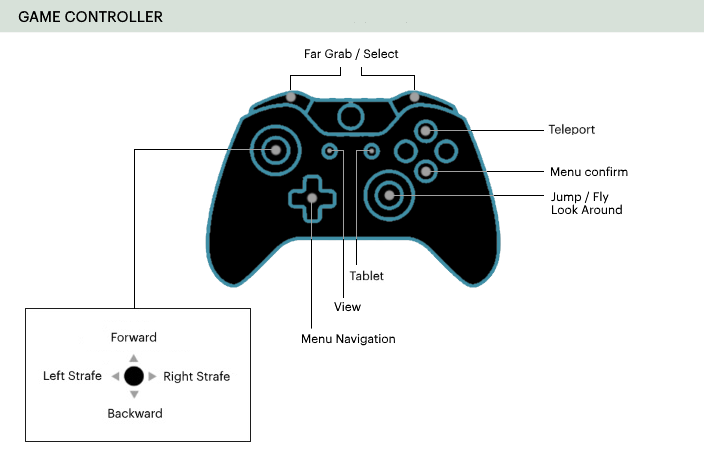 GAME CONTROLLER
Far Grab / Select
Teleport
Menu confirm
Jump / Fly
Look Around
Tablet
View
Menu Navigation
Forward
Left Strafe
Right Strafe
Backward